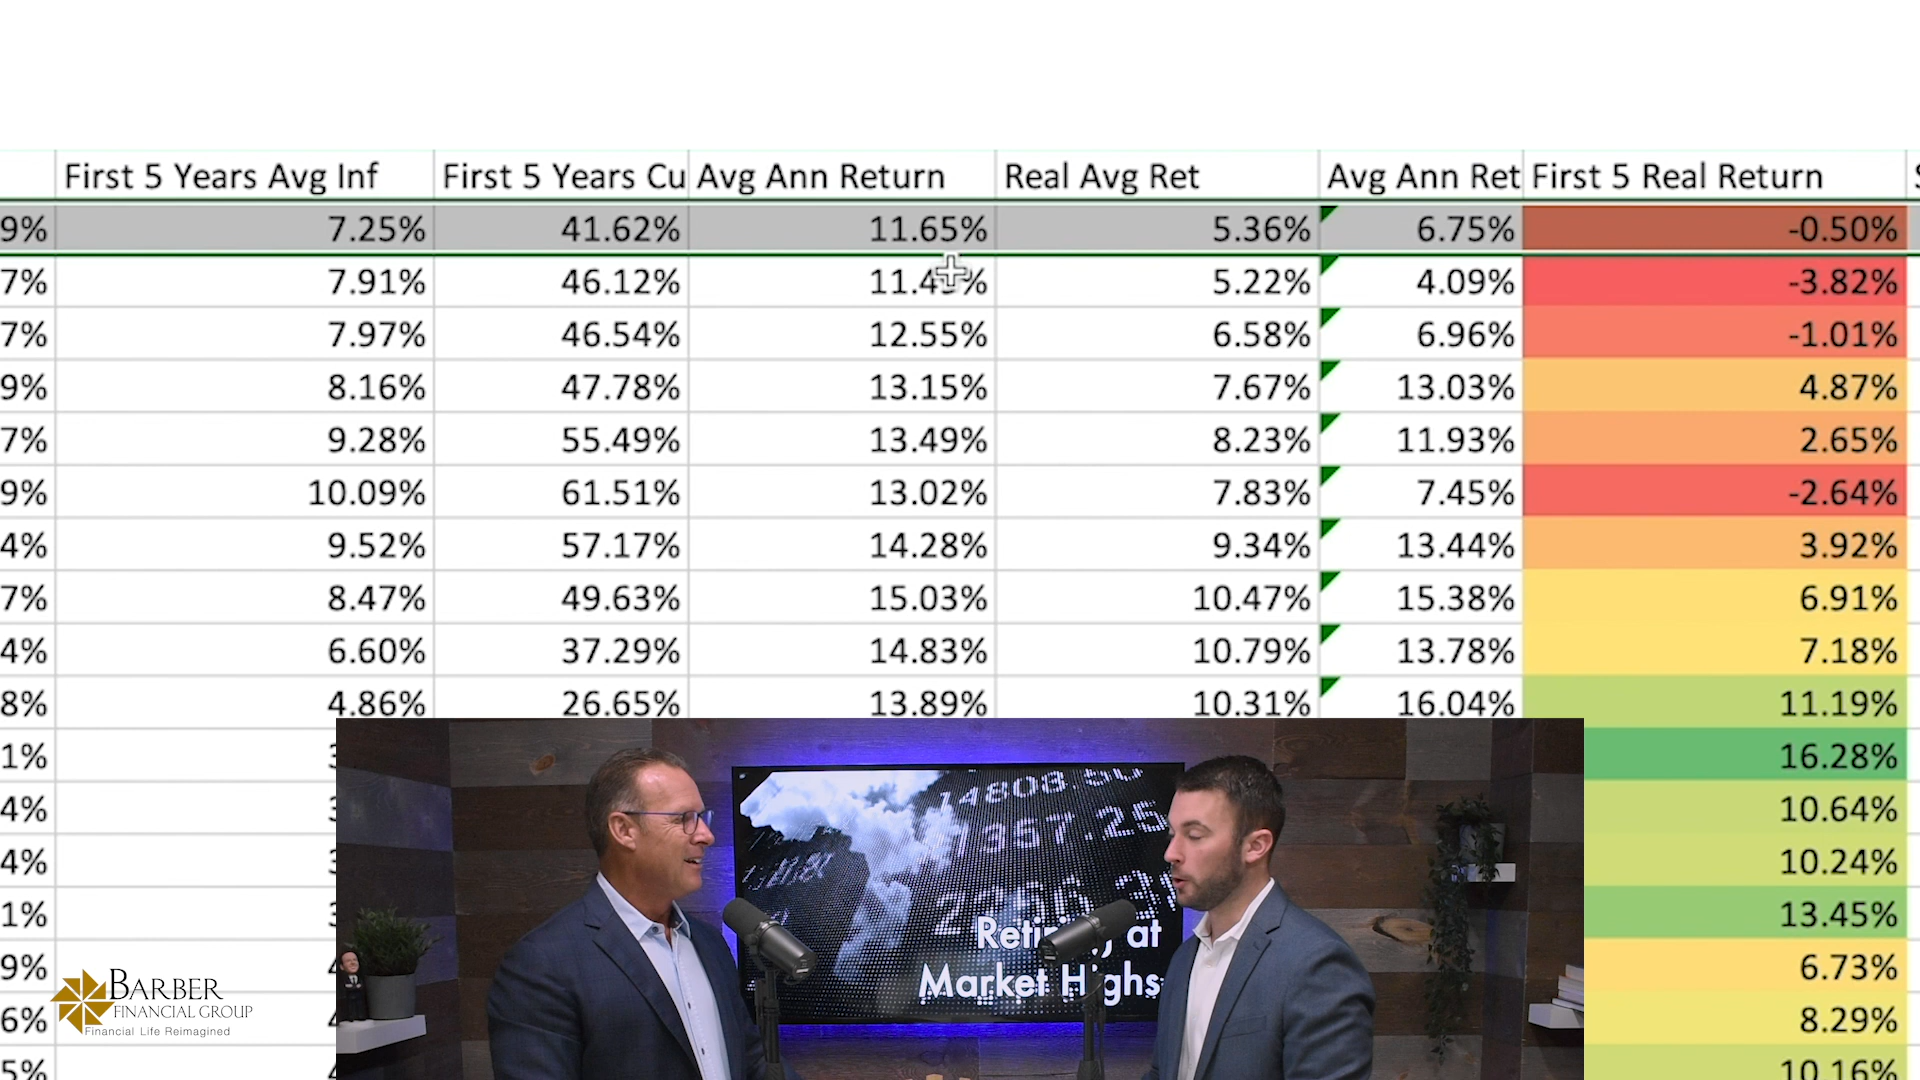 First 5 Years Avg Inf First 5 Years Cu Avg Ann Return Real Avg Ret Avg Ann Ret First 5 Real Return
9% 7.25% 41.62% 11.65% 5.36% 6.75% -0.50%
7% 7.91% 46.12% 5.22% 4.09% -3.82%
7% 7.97% 46.54% 12.55% 6.58% 6.96% -1.01%
9% 8.16% 47.78% 13.15% 7.67% 13.03% 4.87%
7% 9.28% 55.49% 13.49% 8.23% 11.93% 2.65%
9% 10.09% 61.51% 13.02% 7.83% 7.45% -2.64%
4% 9.52% 57.17% 14.28% 9.34% 13.44% 3.92%
7% 8.47% 49.63% 15.03% 10.47% 15.38% 6.91%
4% 6.60% 37.29% 14.83% 10.79% 13.78% 7.18%
8% 4.86% 26.65% 13.89% 10.31% 16.04% 11.19%
1% 16.28%
4% 10.64%
4% 10.24%
1% 13.45%
9% 6.73%
6% 8.29%
5% 10.16%
14808.50
357.25
Market
BARBER
FINANCIAL GROUP
Financial Life Reimagined